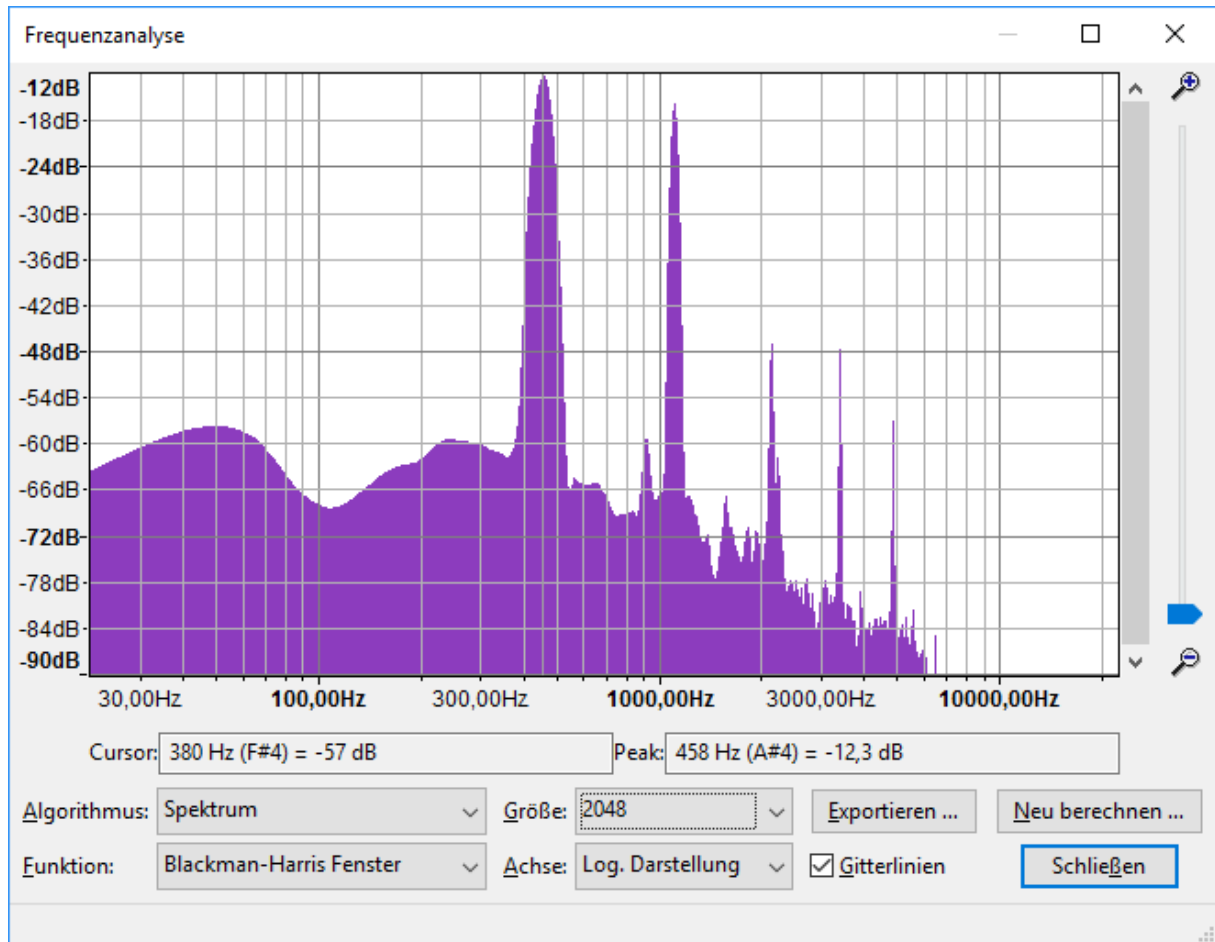 Frequenzanalyse
-12dB
-18dB
-24dB
-30dB
-36dB
-42dB
-48dB
-54dB
-60dB
-66dB
-72dB
-78dB
-84dB
-90dB
30,00Hz 100,00Hz 300,00Hz 1000,00Hz 3000,00Hz 10000,00Hz
Cursor: 380 Hz (F#4) = -57 dB Peak: 458 Hz (A#4) = -12,3 dB
Algorithmus: Spektrum Größe: 2048 Exportieren ... Neu berechnen ...
Funktion: Blackman-Harris Fenster Achse: Log. Darstellung Gitterlinien Schließen